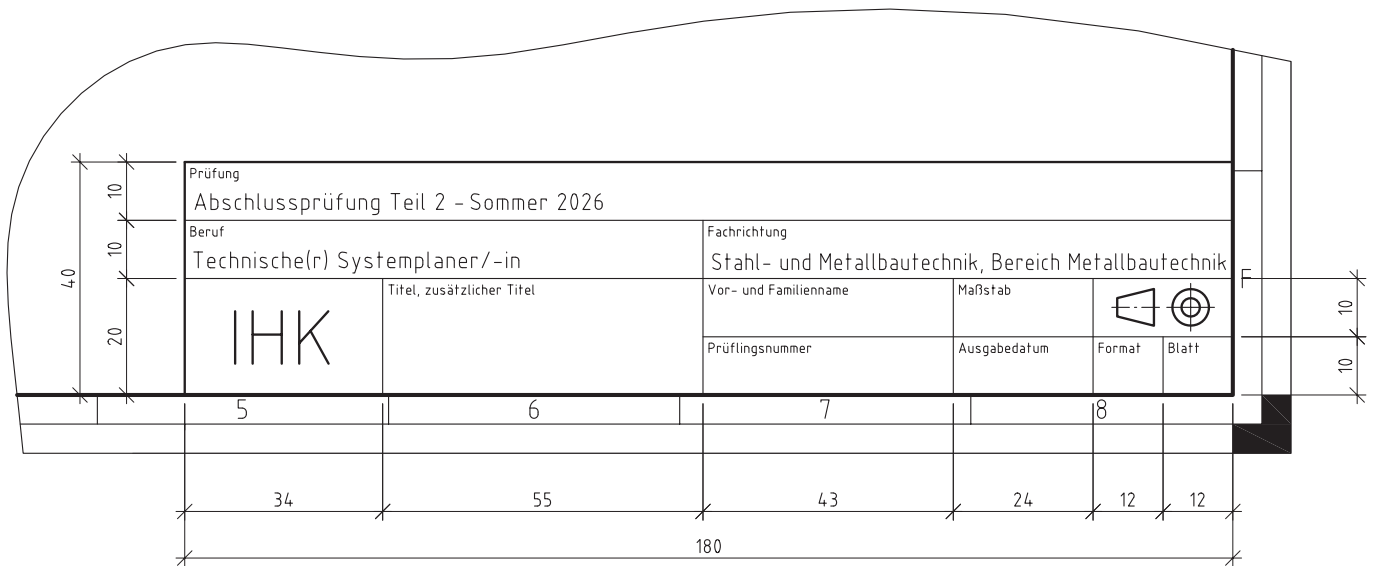 Prüfung
Abschlussprüfung Teil 2 - Sommer 2026
Beruf
Technische(r) Systemplaner/-in
Fachrichtung
Stahl- und Metallbautechnik, Bereich Metallbautechnik
IHK
Titel, zusätzlicher Titel
Vor- und Familienname
Maßstab
Prüflingsnummer
Ausgabedatum
Format
Blatt
F
40
10
10
20
10
10
5 6 7 8
34 55 43 24 12 12
180